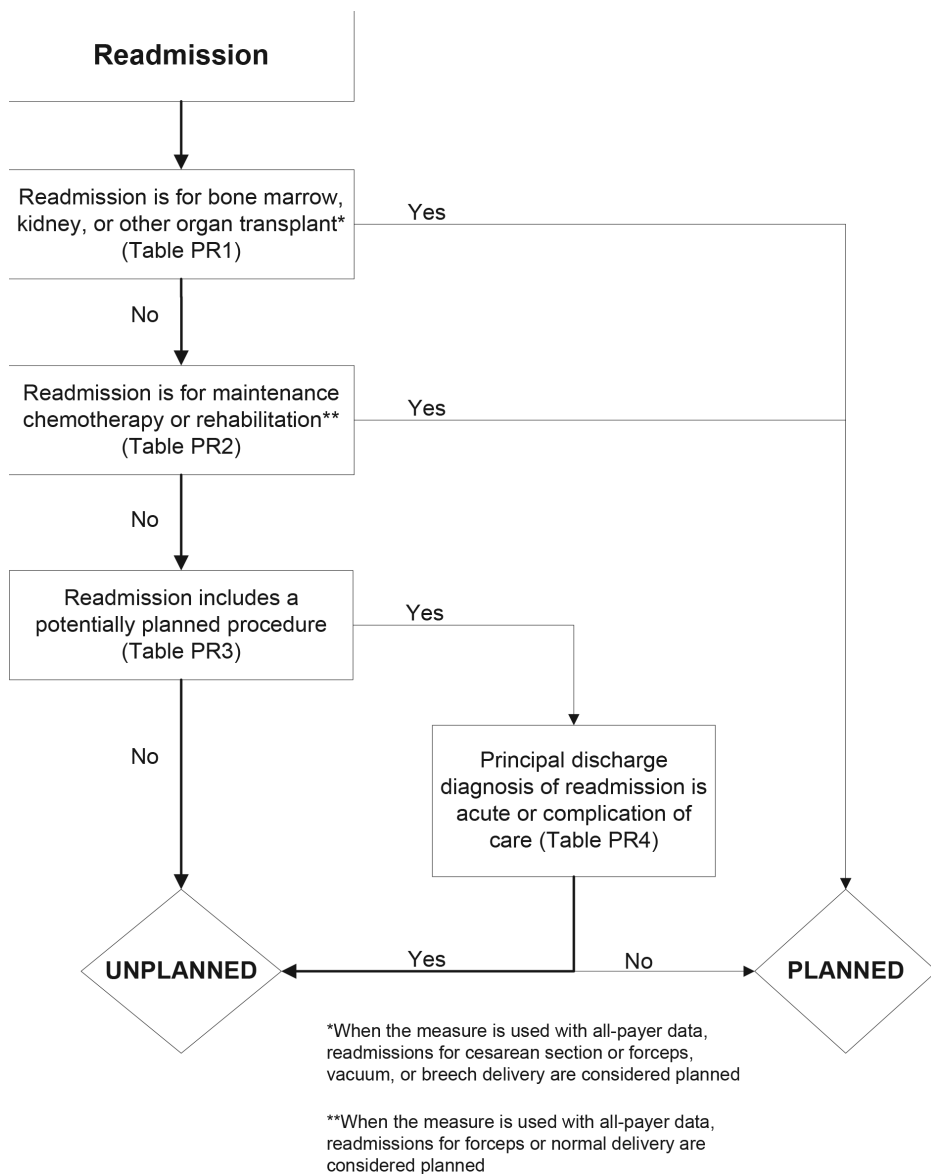 Readmission
Readmission is for bone marrow,
kidney, or other organ transplant*
(Table PR1)
Yes
No
Readmission is for maintenance
chemotherapy or rehabilitation**
(Table PR2)
Yes
No
Readmission includes a
potentially planned procedure
(Table PR3)
Yes
No
Principal discharge
diagnosis of readmission is
acute or complication of
care (Table PR4)
UNPLANNED
Yes
No
PLANNED
*When the measure is used with all-payer data,
readmissions for cesarean section or forceps,
vacuum, or breech delivery are considered planned
**When the measure is used with all-payer data,
readmissions for forceps or normal delivery are
considered planned